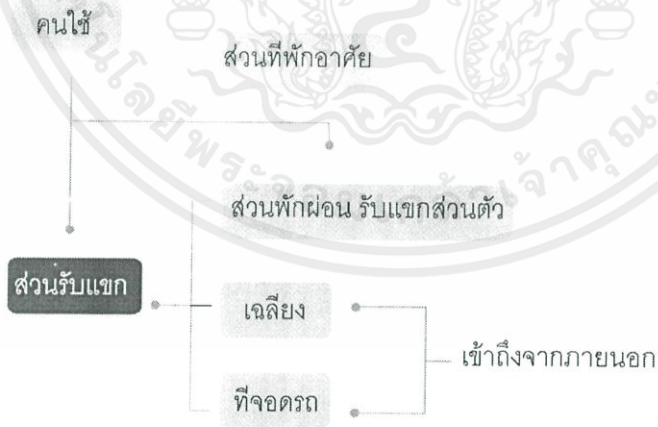 คนใช้
ส่วนที่พักอาศัย
ส่วนพักผ่อน รับแขกส่วนตัว
ส่วนรับแขก
เฉลียง
เข้าถึงจากภายนอก
ที่จอดรถ